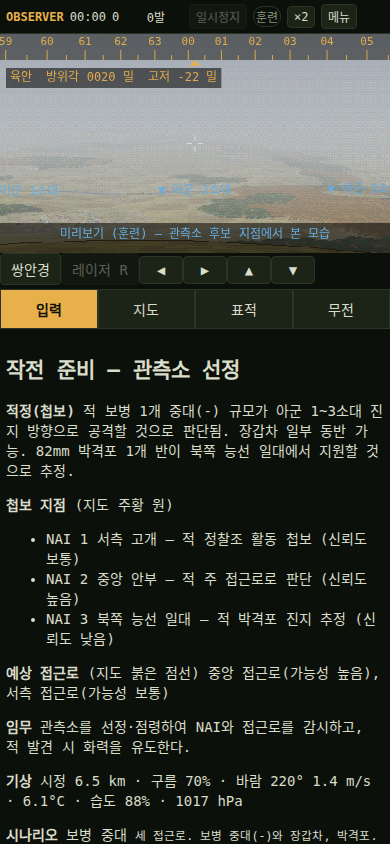 OBSERVER 00:00 0 0발 일시정지 훈련 ×2 메뉴
59 60 61 62 63 00 01 02 03 04 05
육안 방위각 0020 밀 고저 -22 밀
미리보기 (훈련) — 관측소 후보 지점에서 본 모습
쌍안경 레이저 R ◀ ▶ ▲ ▼
입력 지도 표적 무전
작전 준비 — 관측소 선정
적정(첩보) 적 보병 1개 중대(-) 규모가 아군 1~3소대 진
지 방향으로 공격할 것으로 판단됨. 장갑차 일부 동반 가
능. 82mm 박격포 1개 반이 북쪽 능선 일대에서 지원할 것
으로 추정.
첩보 지점 (지도 주황 원)
• NAI 1 서측 고개 — 적 정찰조 활동 첩보 (신뢰도
보통)
• NAI 2 중앙 안부 — 적 주 접근로로 판단 (신뢰도
높음)
• NAI 3 북쪽 능선 일대 — 적 박격포 진지 추정 (신
뢰도 낮음)
예상 접근로 (지도 붉은 점선) 중앙 접근로(가능성 높음),
서측 접근로(가능성 보통)
임무 관측소를 선정·점령하여 NAI와 접근로를 감시하고,
적 발견 시 화력을 유도한다.
기상 시정 6.5 km · 구름 70% · 바람 220° 1.4 m/s
· 6.1°C · 습도 88% · 1017 hPa
시나리오 보병 중대 세 접근로. 보병 중대(-)와 장갑차, 박격포.